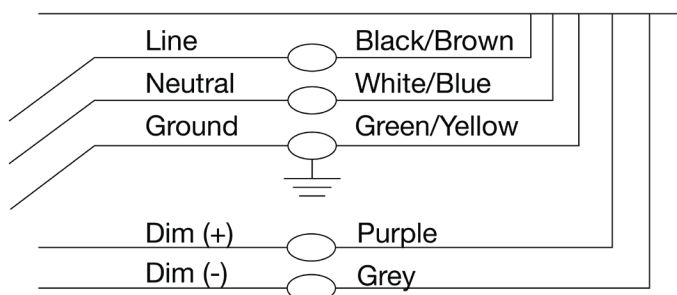 Line Black/Brown
Neutral White/Blue
Ground Green/Yellow
Dim (+) Purple
Dim (-) Grey